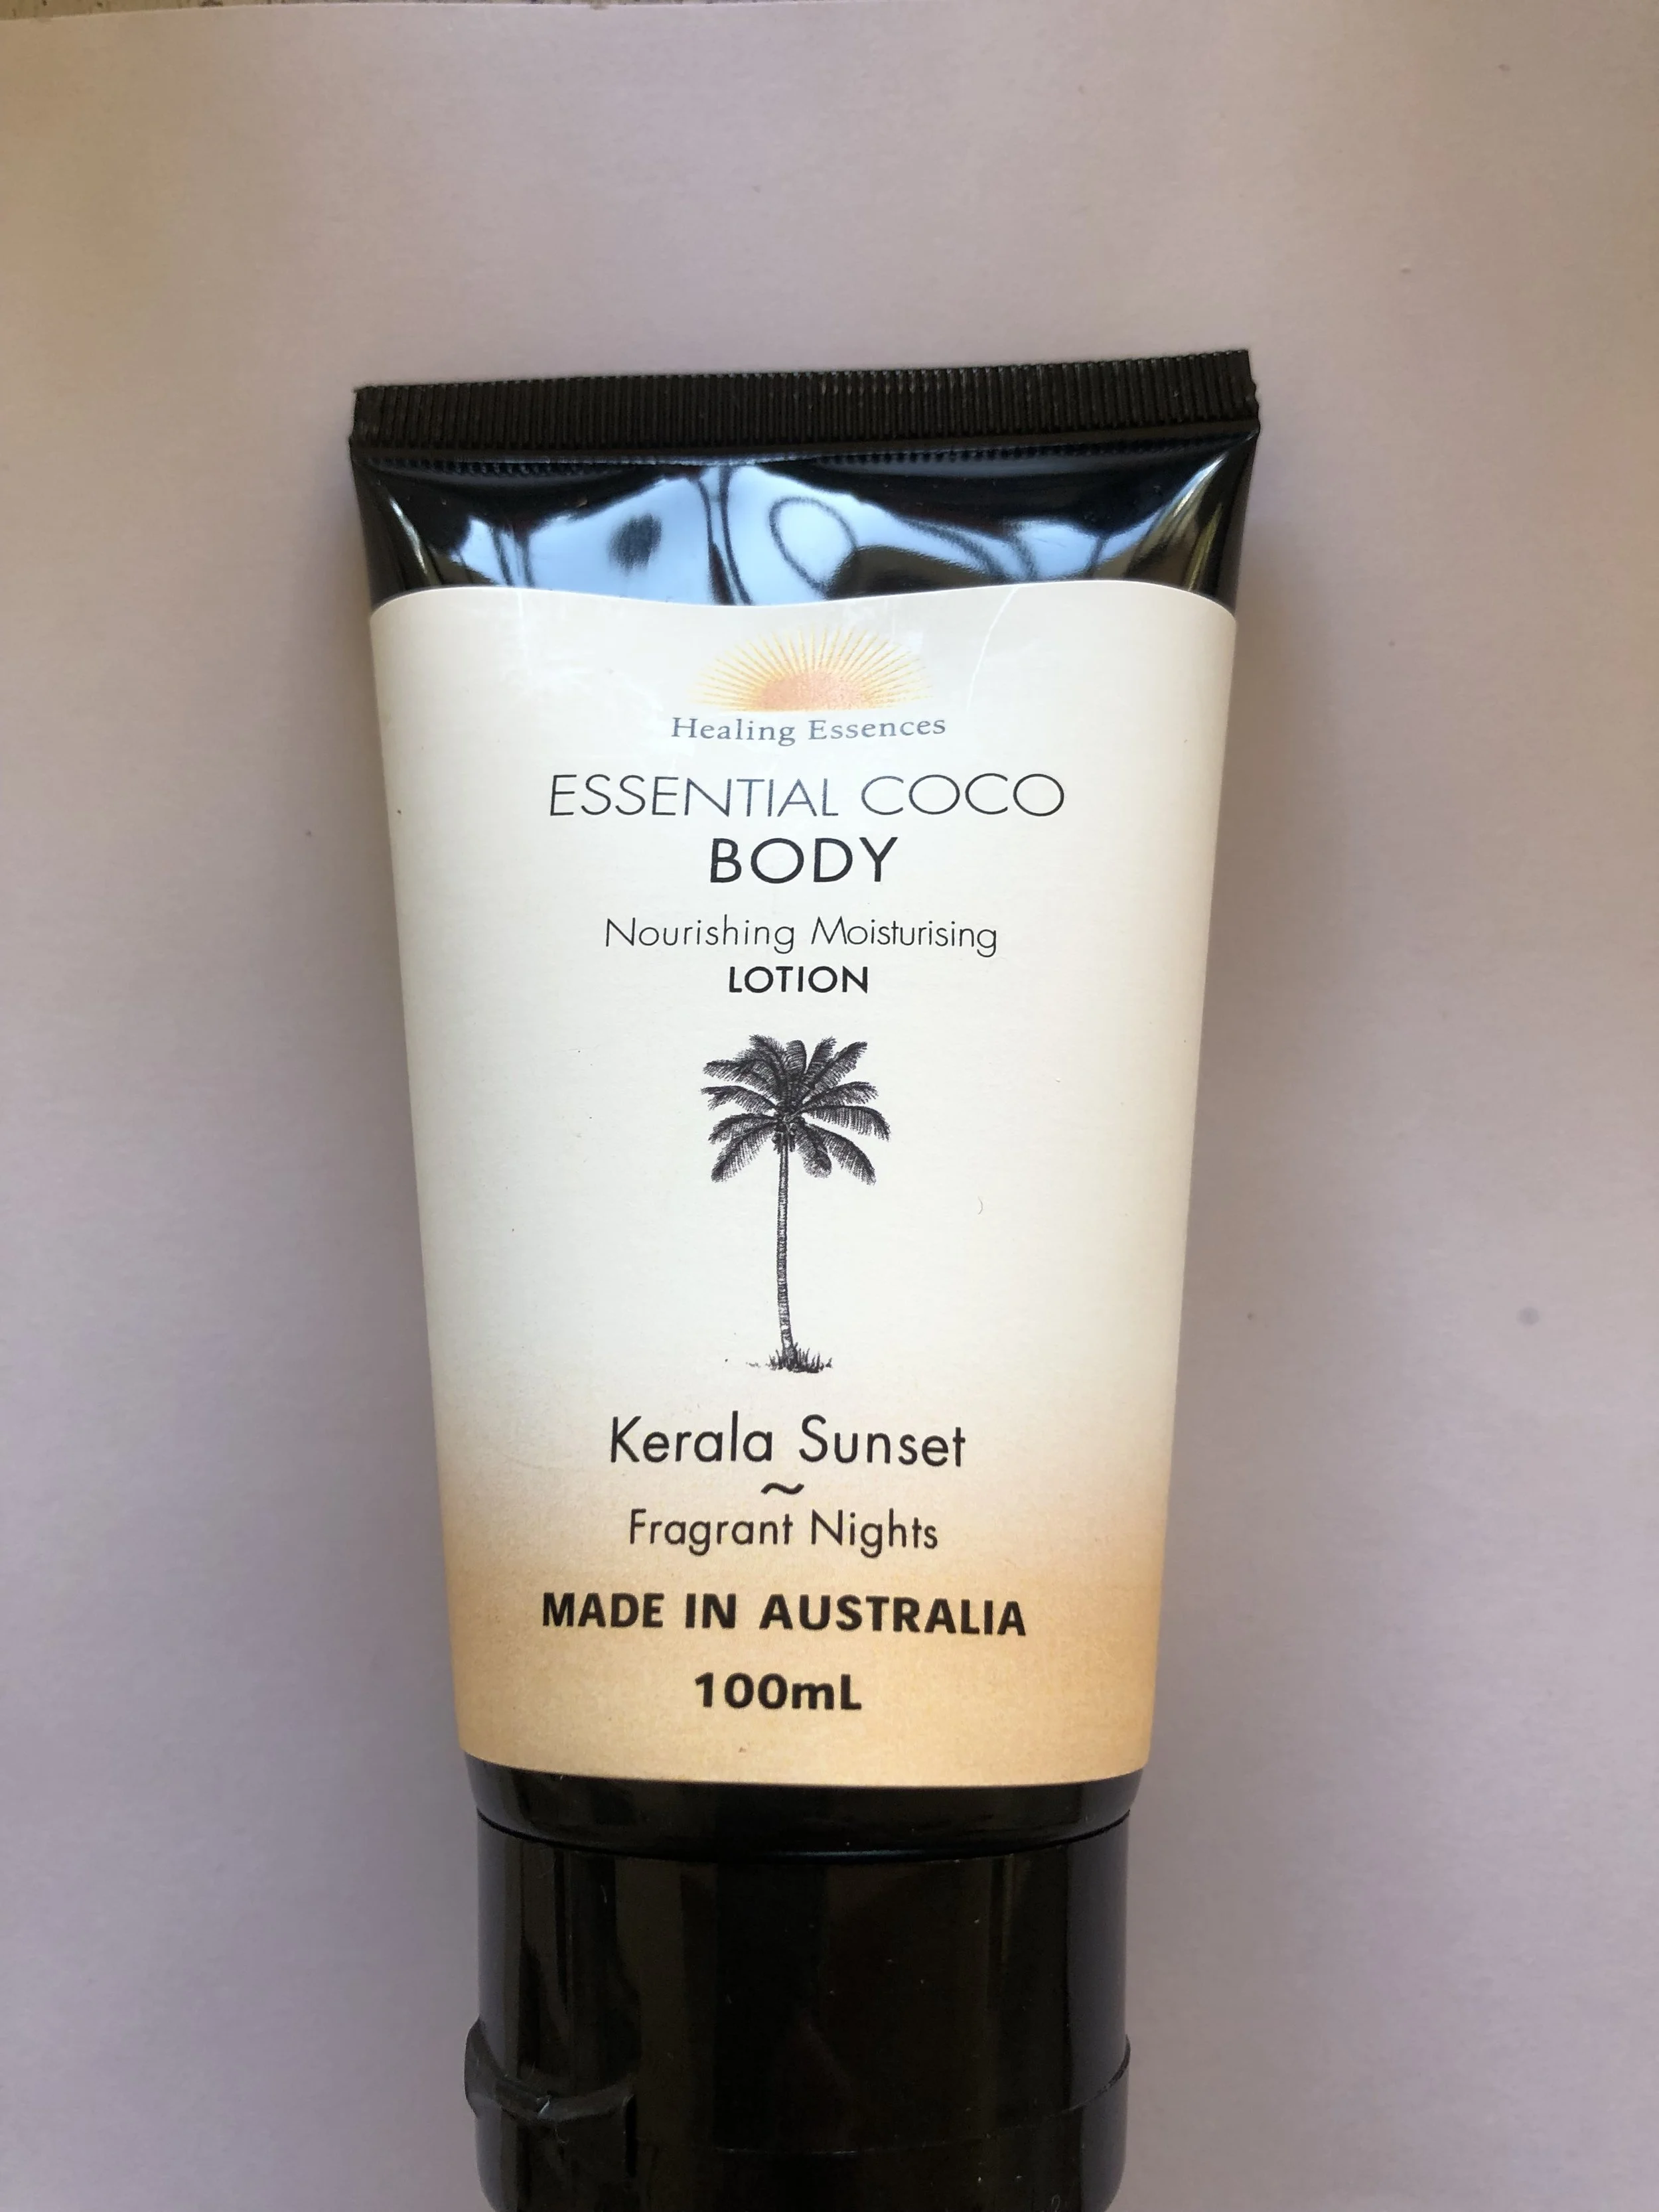 Healing Essences
ESSENTIAL COCO
BODY
Nourishing Moisturising
LOTION
Kerala Sunset
~
Fragrant Nights
MADE IN AUSTRALIA
100mL